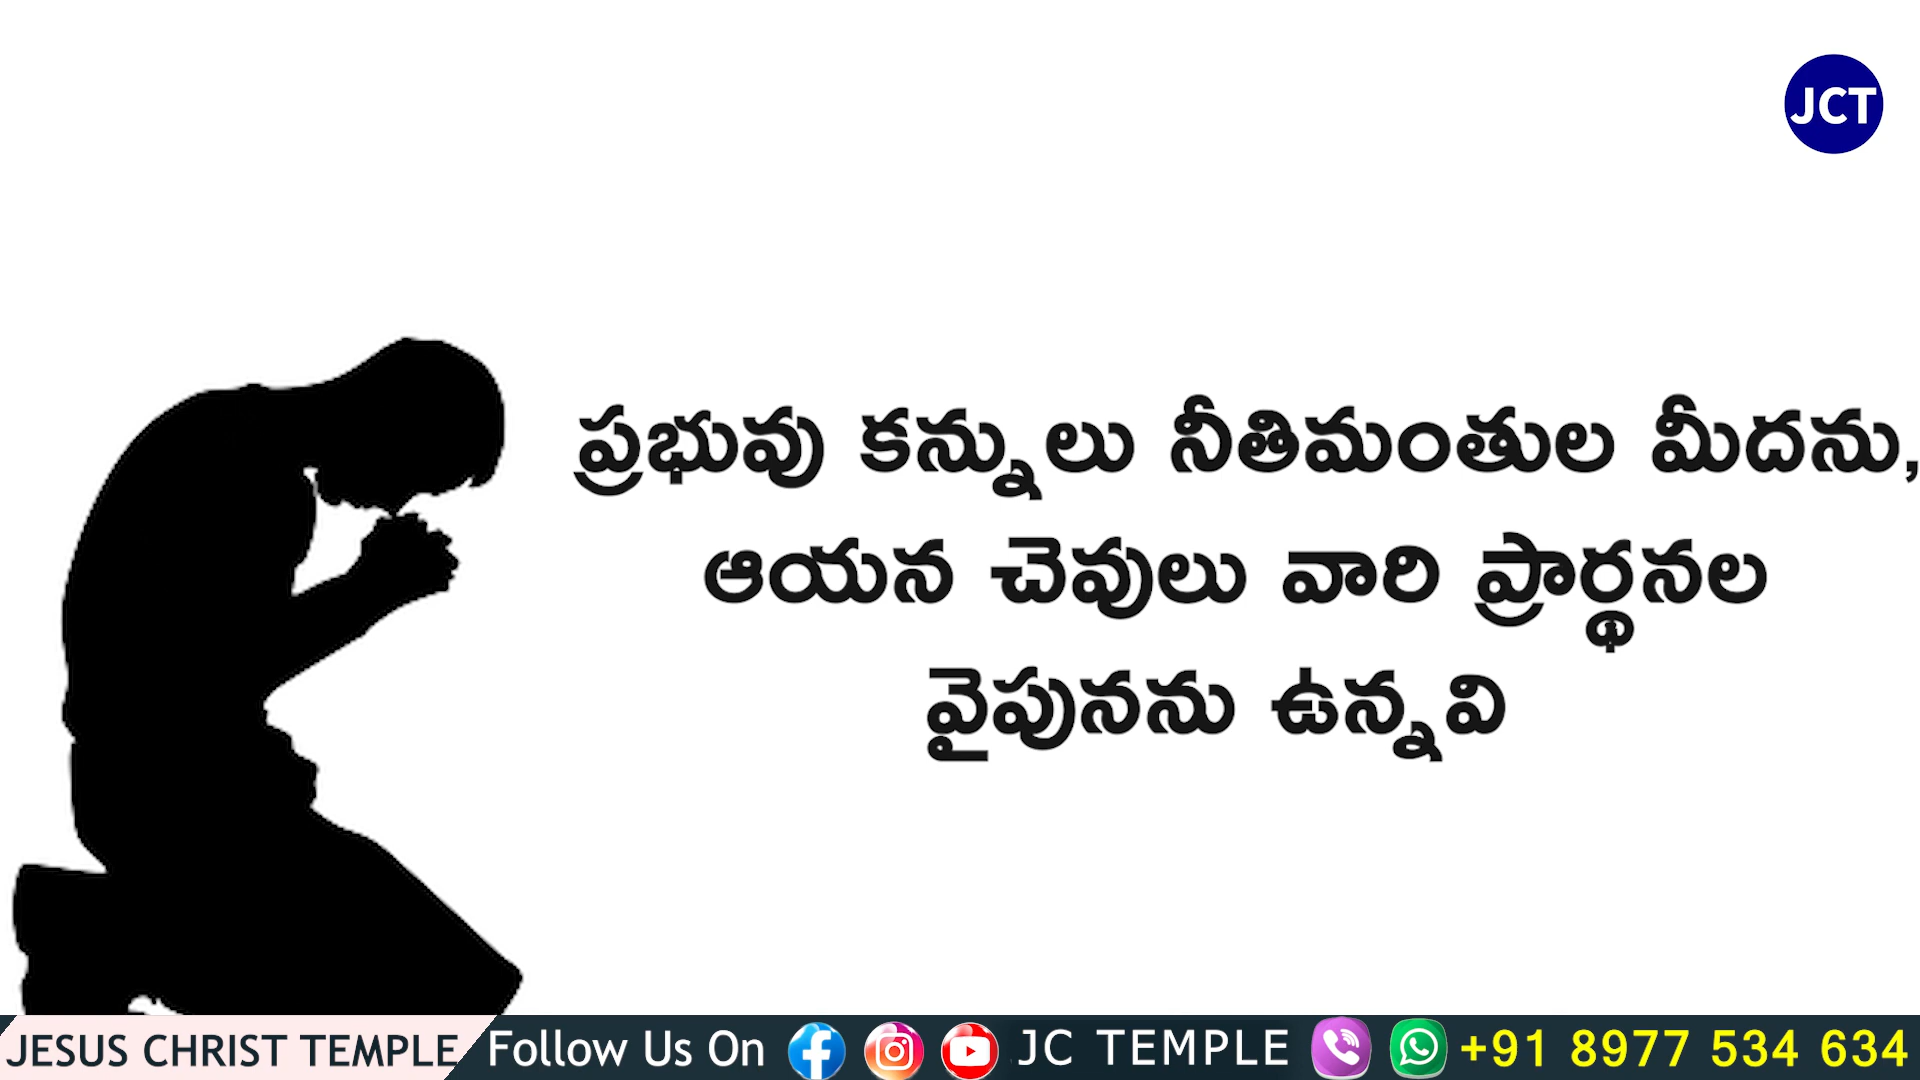 JCT
ప్రభువు కన్నులు నీతిమంతుల మీదను,
ఆయన చెవులు వారి ప్రార్థనల
వైపునను ఉన్నవి
JESUS CHRIST TEMPLE Follow Us On JC TEMPLE +91 8977 534 634